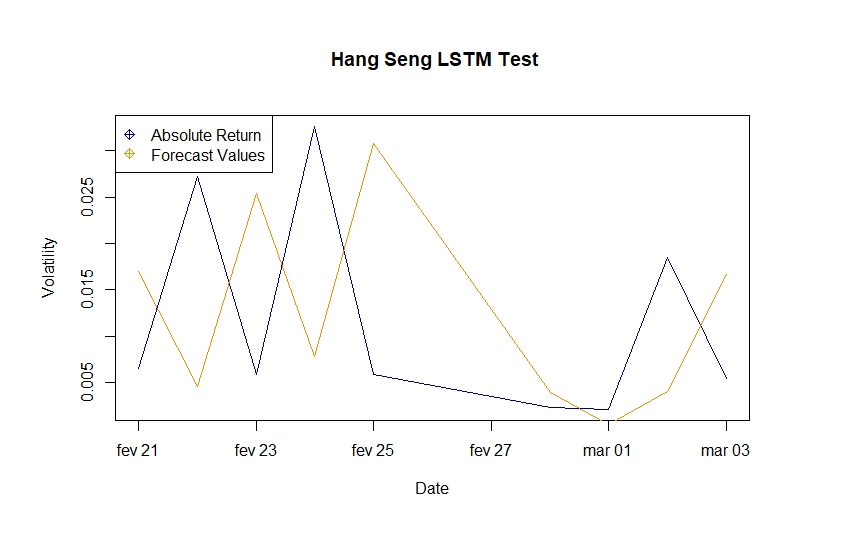 Hang Seng LSTM Test
Absolute Return
Forecast Values
0.025
0.015
0.005
Volatility
fev 21 fev 23 fev 25 fev 27 mar 01 mar 03
Date